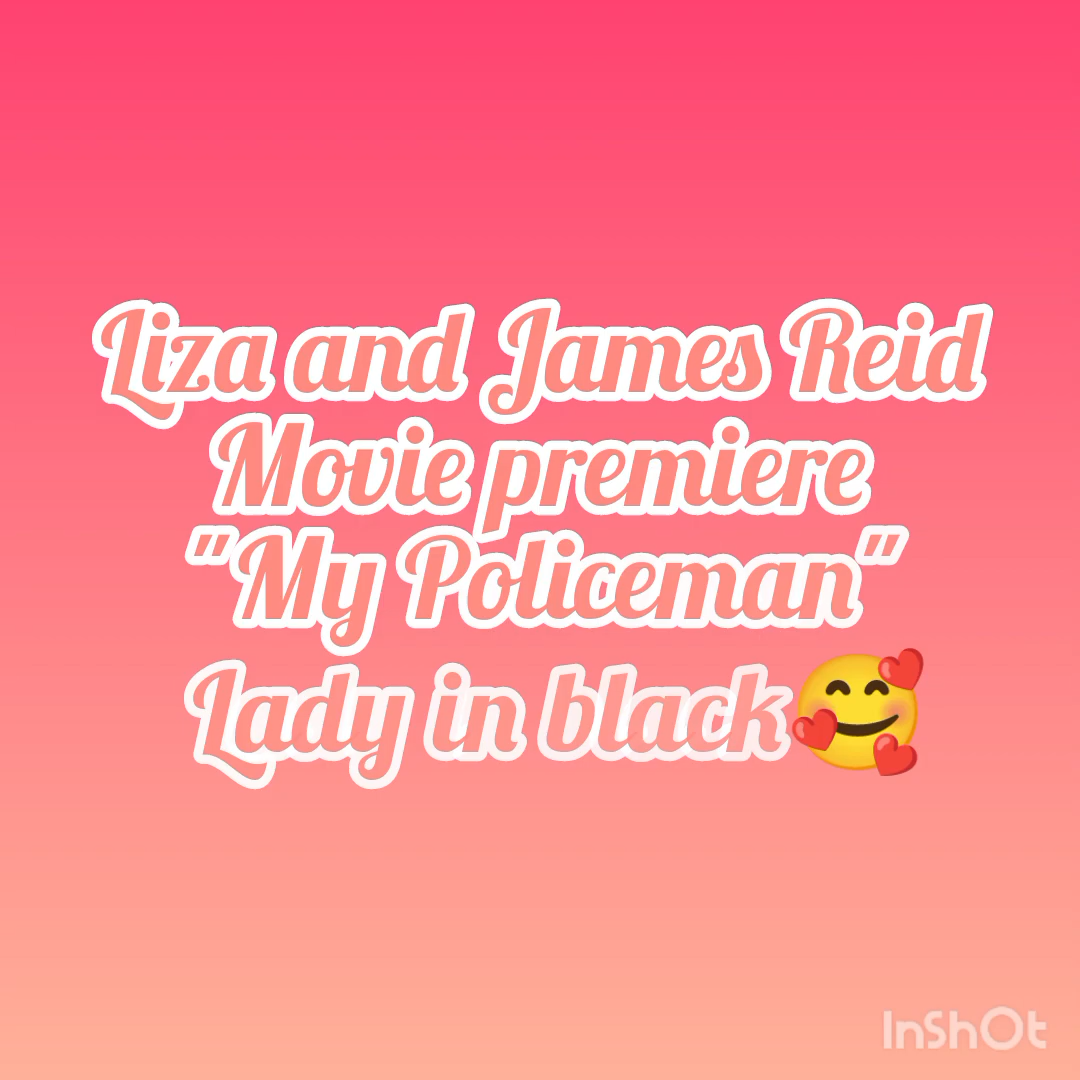 Liza and James Reid
Movie premiere
"My Policeman"
Lady in black🥰
InShOt